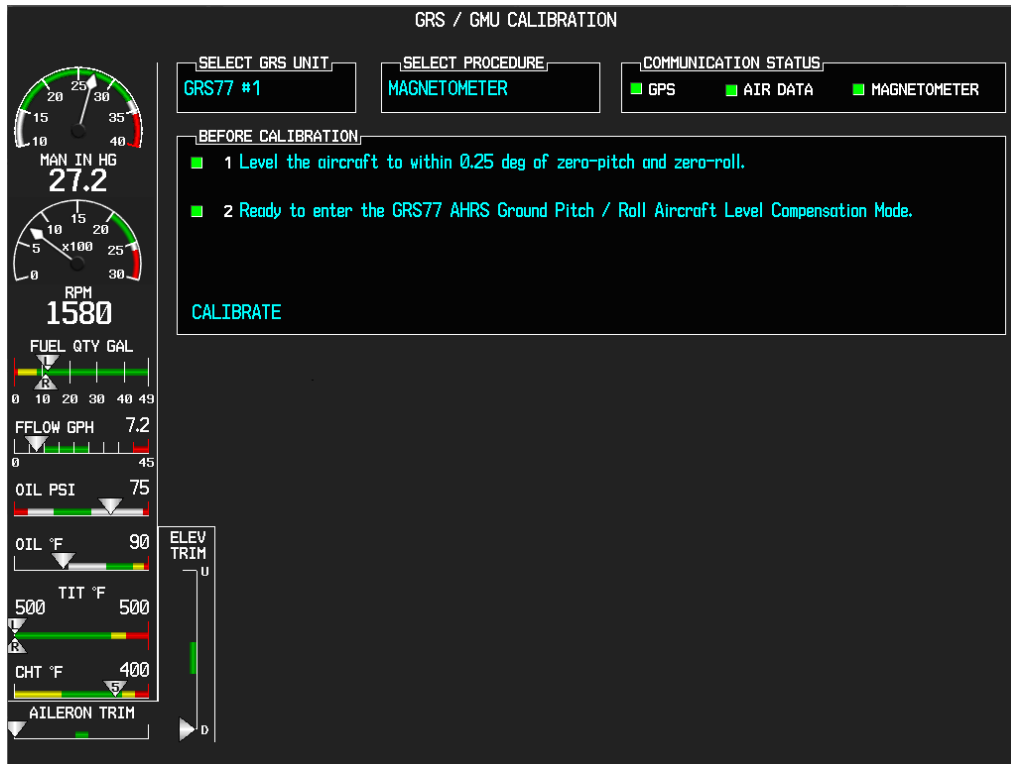 GRS / GMU CALIBRATION
SELECT GRS UNIT
GRS77 #1
SELECT PROCEDURE
MAGNETOMETER
COMMUNICATION STATUS
GPS AIR DATA MAGNETOMETER
BEFORE CALIBRATION
1 Level the aircraft to within 0.25 deg of zero-pitch and zero-roll.
2 Ready to enter the GRS77 AHRS Ground Pitch / Roll Aircraft Level Compensation Mode.
CALIBRATE
10 15 20 25 30 35 40
MAN IN HG
27.2
0 5 10 15 20 25 30
x100
RPM
1580
FUEL QTY GAL
L
R
0 10 20 30 40 49
FFLOW GPH 7.2
0 45
OIL PSI 75
OIL °F 90
TIT °F
500 500
L
R
CHT °F 400
5
AILERON TRIM
ELEV
TRIM
U
D